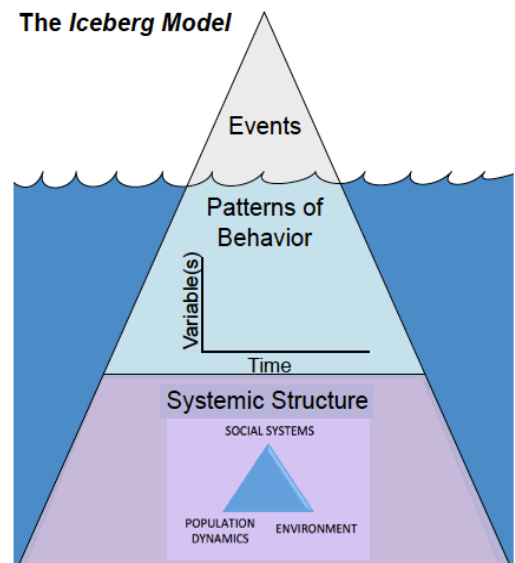 The Iceberg Model
Events
Patterns of
Behavior
Variable(s)
Time
Systemic Structure
SOCIAL SYSTEMS
POPULATION
DYNAMICS
ENVIRONMENT